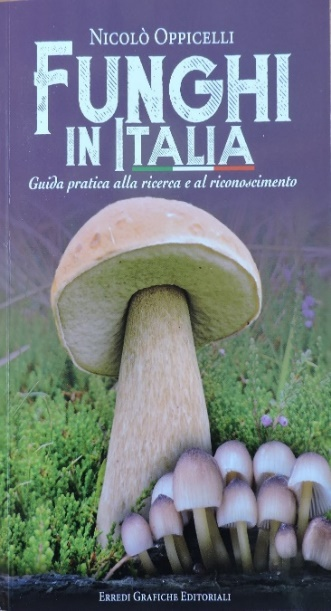 Nicolò Oppicelli
Funghi
in Italia
Guida pratica alla ricerca e al riconoscimento
Erredi Grafiche Editoriali